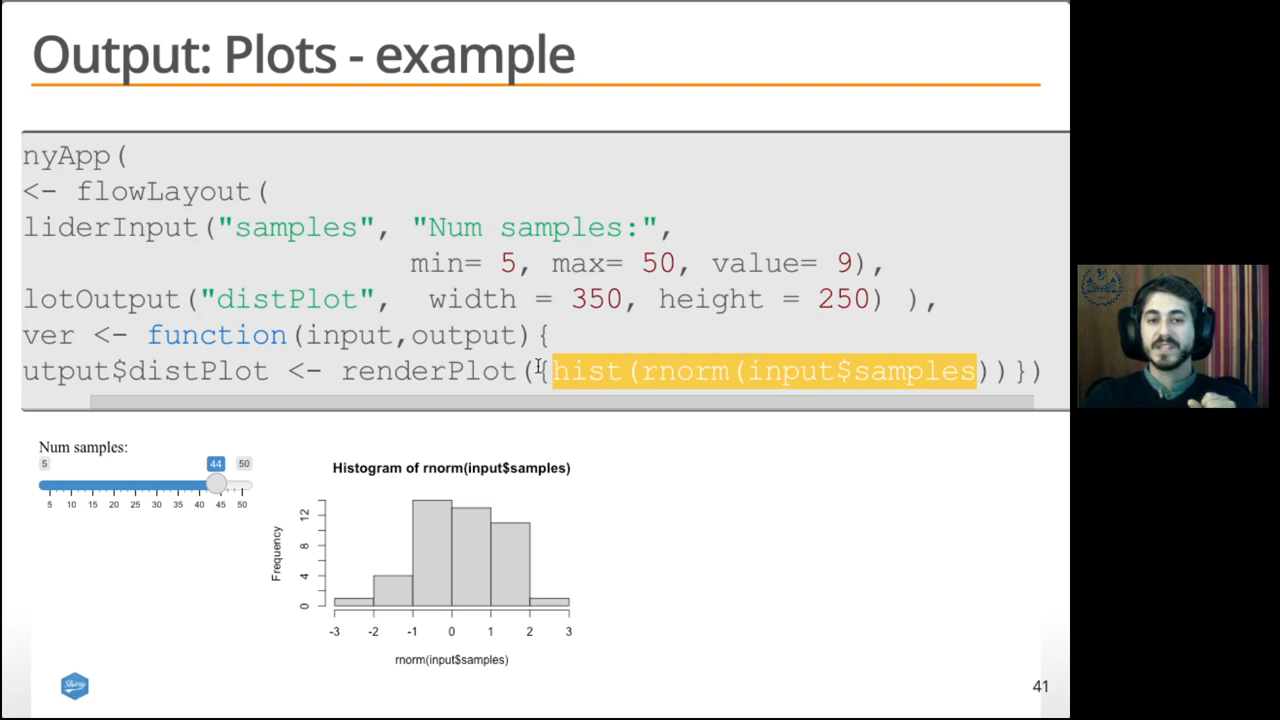 Output: Plots - example
nyApp(
<- flowLayout(
liderInput("samples", "Num samples:",
min= 5, max= 50, value= 9),
lotOutput("distPlot", width = 350, height = 250) ),
ver <- function(input,output){
utput$distPlot <- renderPlot({hist(rnorm(input$samples))})
Num samples:
5 44 50
5 10 15 20 25 30 35 40 45 50
Histogram of rnorm(input$samples)
Frequency
12
8
4
0
-3 -2 -1 0 1 2 3
rnorm(input$samples)
Shiny
41